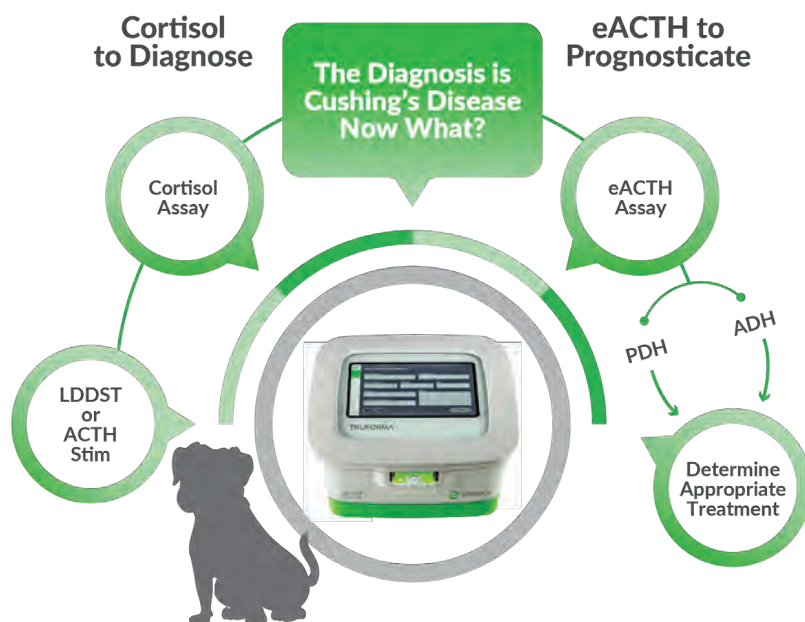 Cortisol
to Diagnose
The Diagnosis is
Cushing's Disease
Now What?
eACTH to
Prognosticate
Cortisol
Assay
eACTH
Assay
LDDST
or
ACTH
Stim
PDH
ADH
Determine
Appropriate
Treatment
TRUFORMA